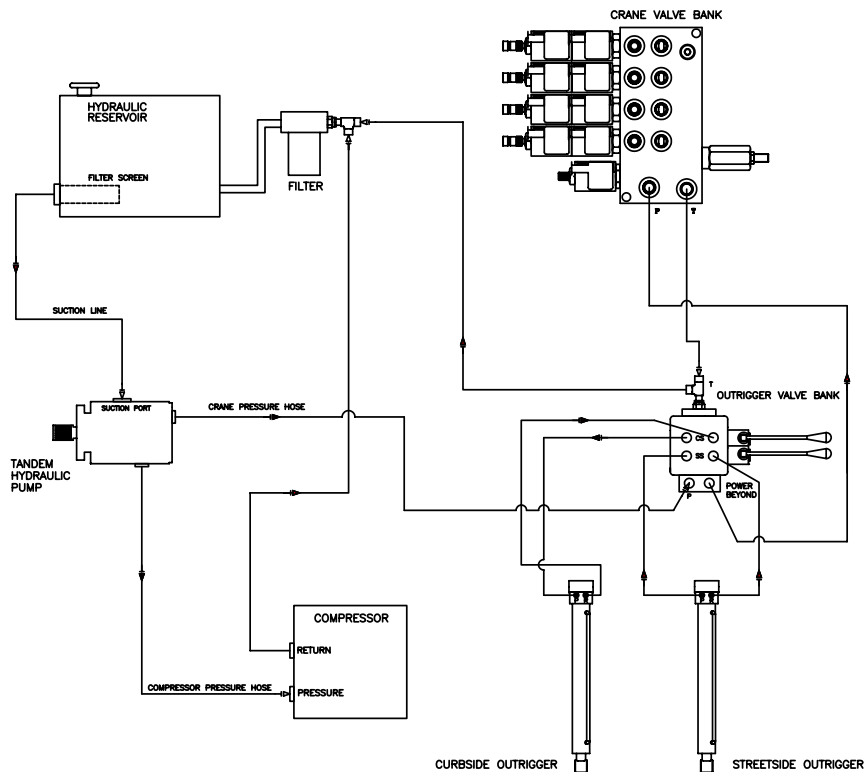 CRANE VALVE BANK
HYDRAULIC
RESERVOIR
FILTER SCREEN
FILTER
P
T
SUCTION LINE
SUCTION PORT
CRANE PRESSURE HOSE
T
OUTRIGGER VALVE BANK
CS
SS
TANDEM
HYDRAULIC
PUMP
P
POWER
BEYOND
COMPRESSOR
RETURN
COMPRESSOR PRESSURE HOSE
PRESSURE
CURBSIDE OUTRIGGER
STREETSIDE OUTRIGGER